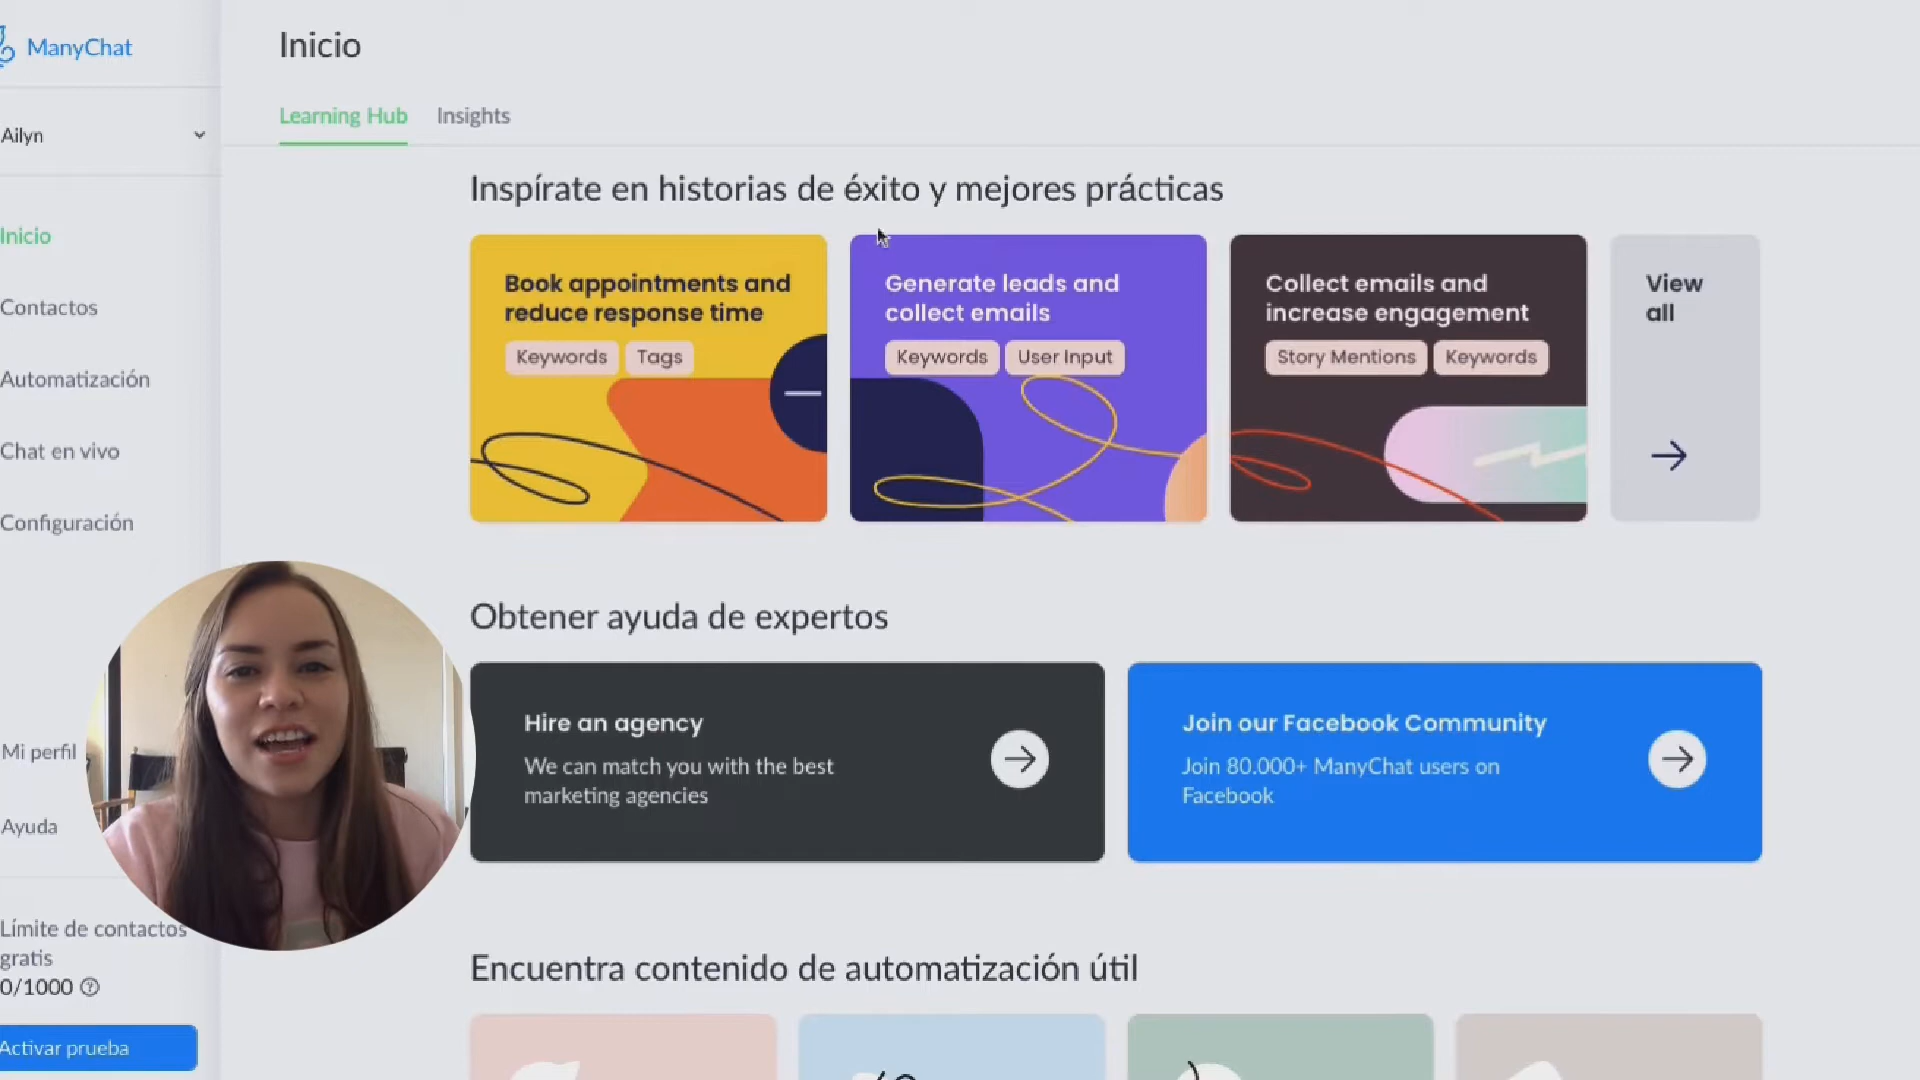 ManyChat
Ailyn
Inicio
Contactos
Automatización
Chat en vivo
Configuración
Mi perfil
Ayuda
Límite de contactos
gratis
0/1000
Activar prueba
Inicio
Learning Hub
Insights
Inspírate en historias de éxito y mejores prácticas
Book appointments and
reduce response time
Keywords
Tags
Generate leads and
collect emails
Keywords
User Input
Collect emails and
increase engagement
Story Mentions
Keywords
View
all
Obtener ayuda de expertos
Hire an agency
We can match you with the best
marketing agencies
Join our Facebook Community
Join 80.000+ ManyChat users on
Facebook
Encuentra contenido de automatización útil